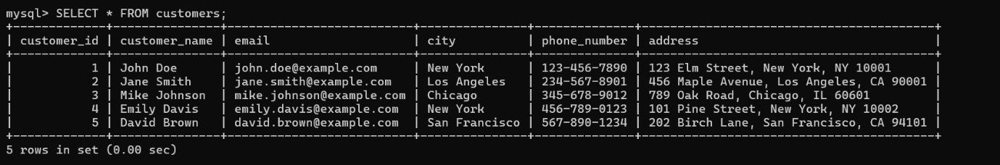 mysql> SELECT * FROM customers;
+-------------+---------------+--------------------------+---------------+--------------+-----------------------------------------+
| customer_id | customer_name | email                    | city          | phone_number | address                                 |
+-------------+---------------+--------------------------+---------------+--------------+-----------------------------------------+
|           1 | John Doe      | john.doe@example.com     | New York      | 123-456-7890 | 123 Elm Street, New York, NY 10001      |
|           2 | Jane Smith    | jane.smith@example.com   | Los Angeles   | 234-567-8901 | 456 Maple Avenue, Los Angeles, CA 90001 |
|           3 | Mike Johnson  | mike.johnson@example.com | Chicago       | 345-678-9012 | 789 Oak Road, Chicago, IL 60601         |
|           4 | Emily Davis   | emily.davis@example.com  | New York      | 456-789-0123 | 101 Pine Street, New York, NY 10002     |
|           5 | David Brown   | david.brown@example.com  | San Francisco | 567-890-1234 | 202 Birch Lane, San Francisco, CA 94101 |
+-------------+---------------+--------------------------+---------------+--------------+-----------------------------------------+
5 rows in set (0.00 sec)